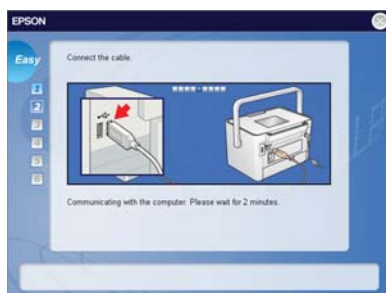 EPSON
Easy
Connect the cable.
1
2
3
4
5
6
Communicating with the computer. Please wait for 2 minutes.